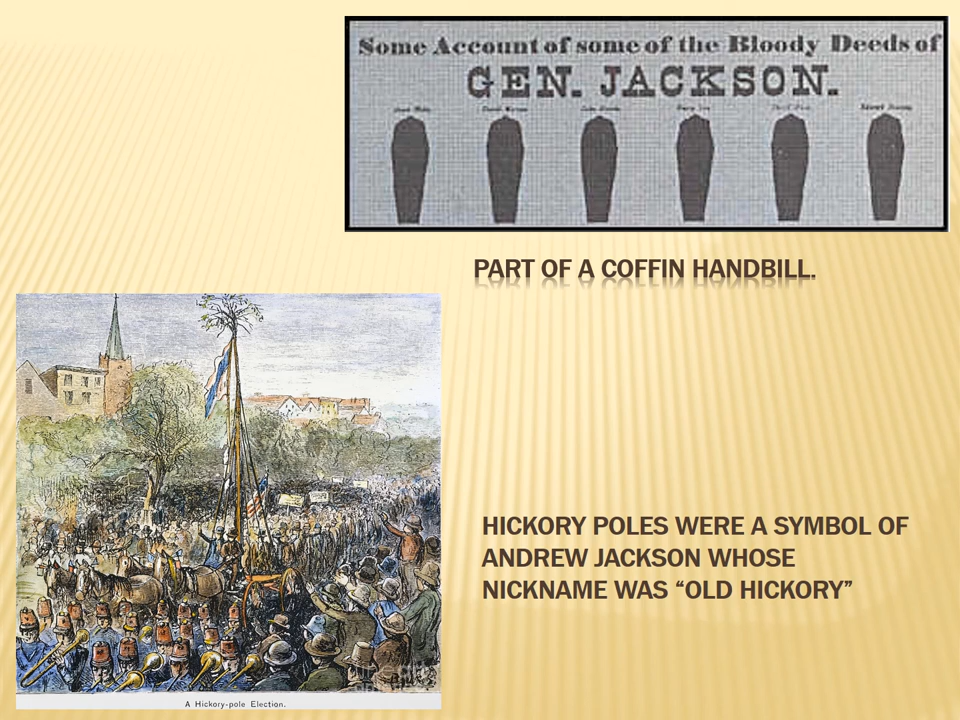 Some Account of some of the Bloody Deeds of
GEN. JACKSON.
PART OF A COFFIN HANDBILL.
HICKORY POLES WERE A SYMBOL OF
ANDREW JACKSON WHOSE
NICKNAME WAS “OLD HICKORY”
A Hickory-pole Election.